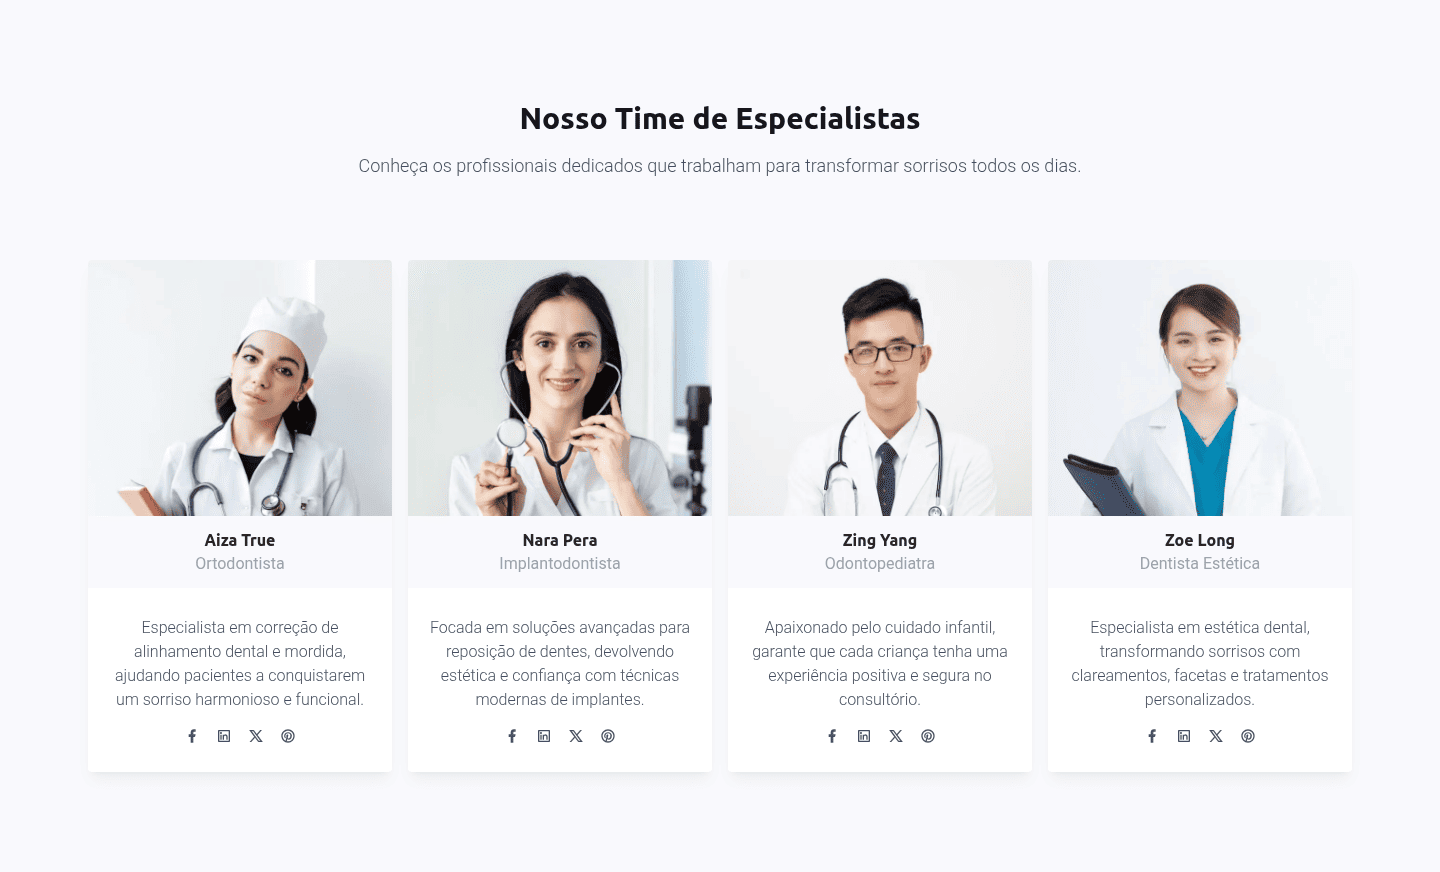 Nosso Time de Especialistas
Conheça os profissionais dedicados que trabalham para transformar sorrisos todos os dias.
Aiza True
Ortodontista
Especialista em correção de
alinhamento dental e mordida,
ajudando pacientes a conquistarem
um sorriso harmonioso e funcional.
Nara Pera
Implantodontista
Focada em soluções avançadas para
reposição de dentes, devolvendo
estética e confiança com técnicas
modernas de implantes.
Zing Yang
Odontopediatra
Apaixonado pelo cuidado infantil,
garante que cada criança tenha uma
experiência positiva e segura no
consultório.
Zoe Long
Dentista Estética
Especialista em estética dental,
transformando sorrisos com
clareamentos, facetas e tratamentos
personalizados.